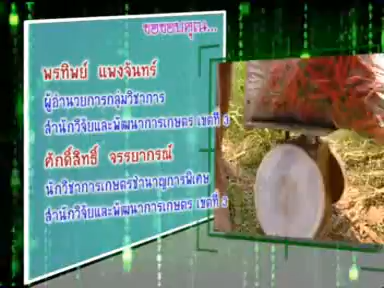 ขอขอบคุณ...
พรทิพย์ แพงจันทร์
ผู้อำนวยการกลุ่มวิชาการ
สำนักวิจัยและพัฒนาการเกษตร เขตที่ 3
ศักดิ์สิทธิ์ จรรยากรณ์
นักวิชาการเกษตรชำนาญการพิเศษ
สำนักวิจัยและพัฒนาการเกษตร เขตที่ 3